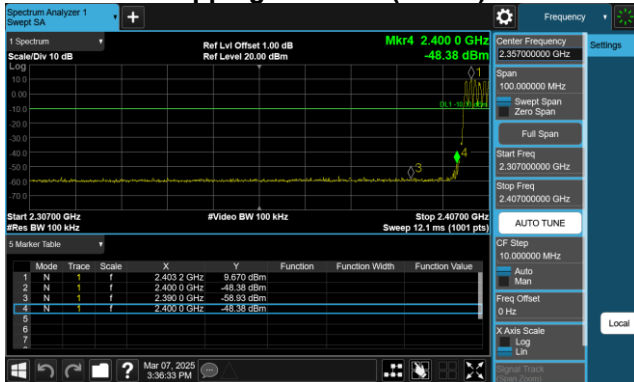 Spectrum Analyzer 1
Swept SA
Frequency
1 Spectrum
Scale/Div 10 dB
Ref Lvl Offset 1.00 dB
Ref Level 20.00 dBm
Mkr4 2.400 0 GHz
-48.38 dBm
Log
10.0
0.00
-10.0
-20.0
-30.0
-40.0
-50.0
-60.0
-70.0
1
3
4
Start 2.30700 GHz
#Res BW 100 kHz
#Video BW 100 kHz
Stop 2.40700 GHz
Sweep 12.1 ms (1001 pts)
5 Marker Table
Mode Trace Scale X Y Function Function Width Function Value
1 N 1 f 2.403 2 GHz 9.670 dBm
2 N 1 f 2.400 0 GHz -48.38 dBm
3 N 1 f 2.390 0 GHz -58.93 dBm
4 N 1 f 2.400 0 GHz -48.38 dBm
5
6
7
Mar 07, 2025
3:36:33 PM
Center Frequency
2.357000000 GHz
Settings
Span
100.000000 MHz
Swept Span
Zero Span
Full Span
Start Freq
2.307000000 GHz
Stop Freq
2.407000000 GHz
AUTO TUNE
CF Step
10.000000 MHz
Auto
Man
Freq Offset
0 Hz
X Axis Scale
Log
Lin
Local
Signal Track
(Span Zoom)